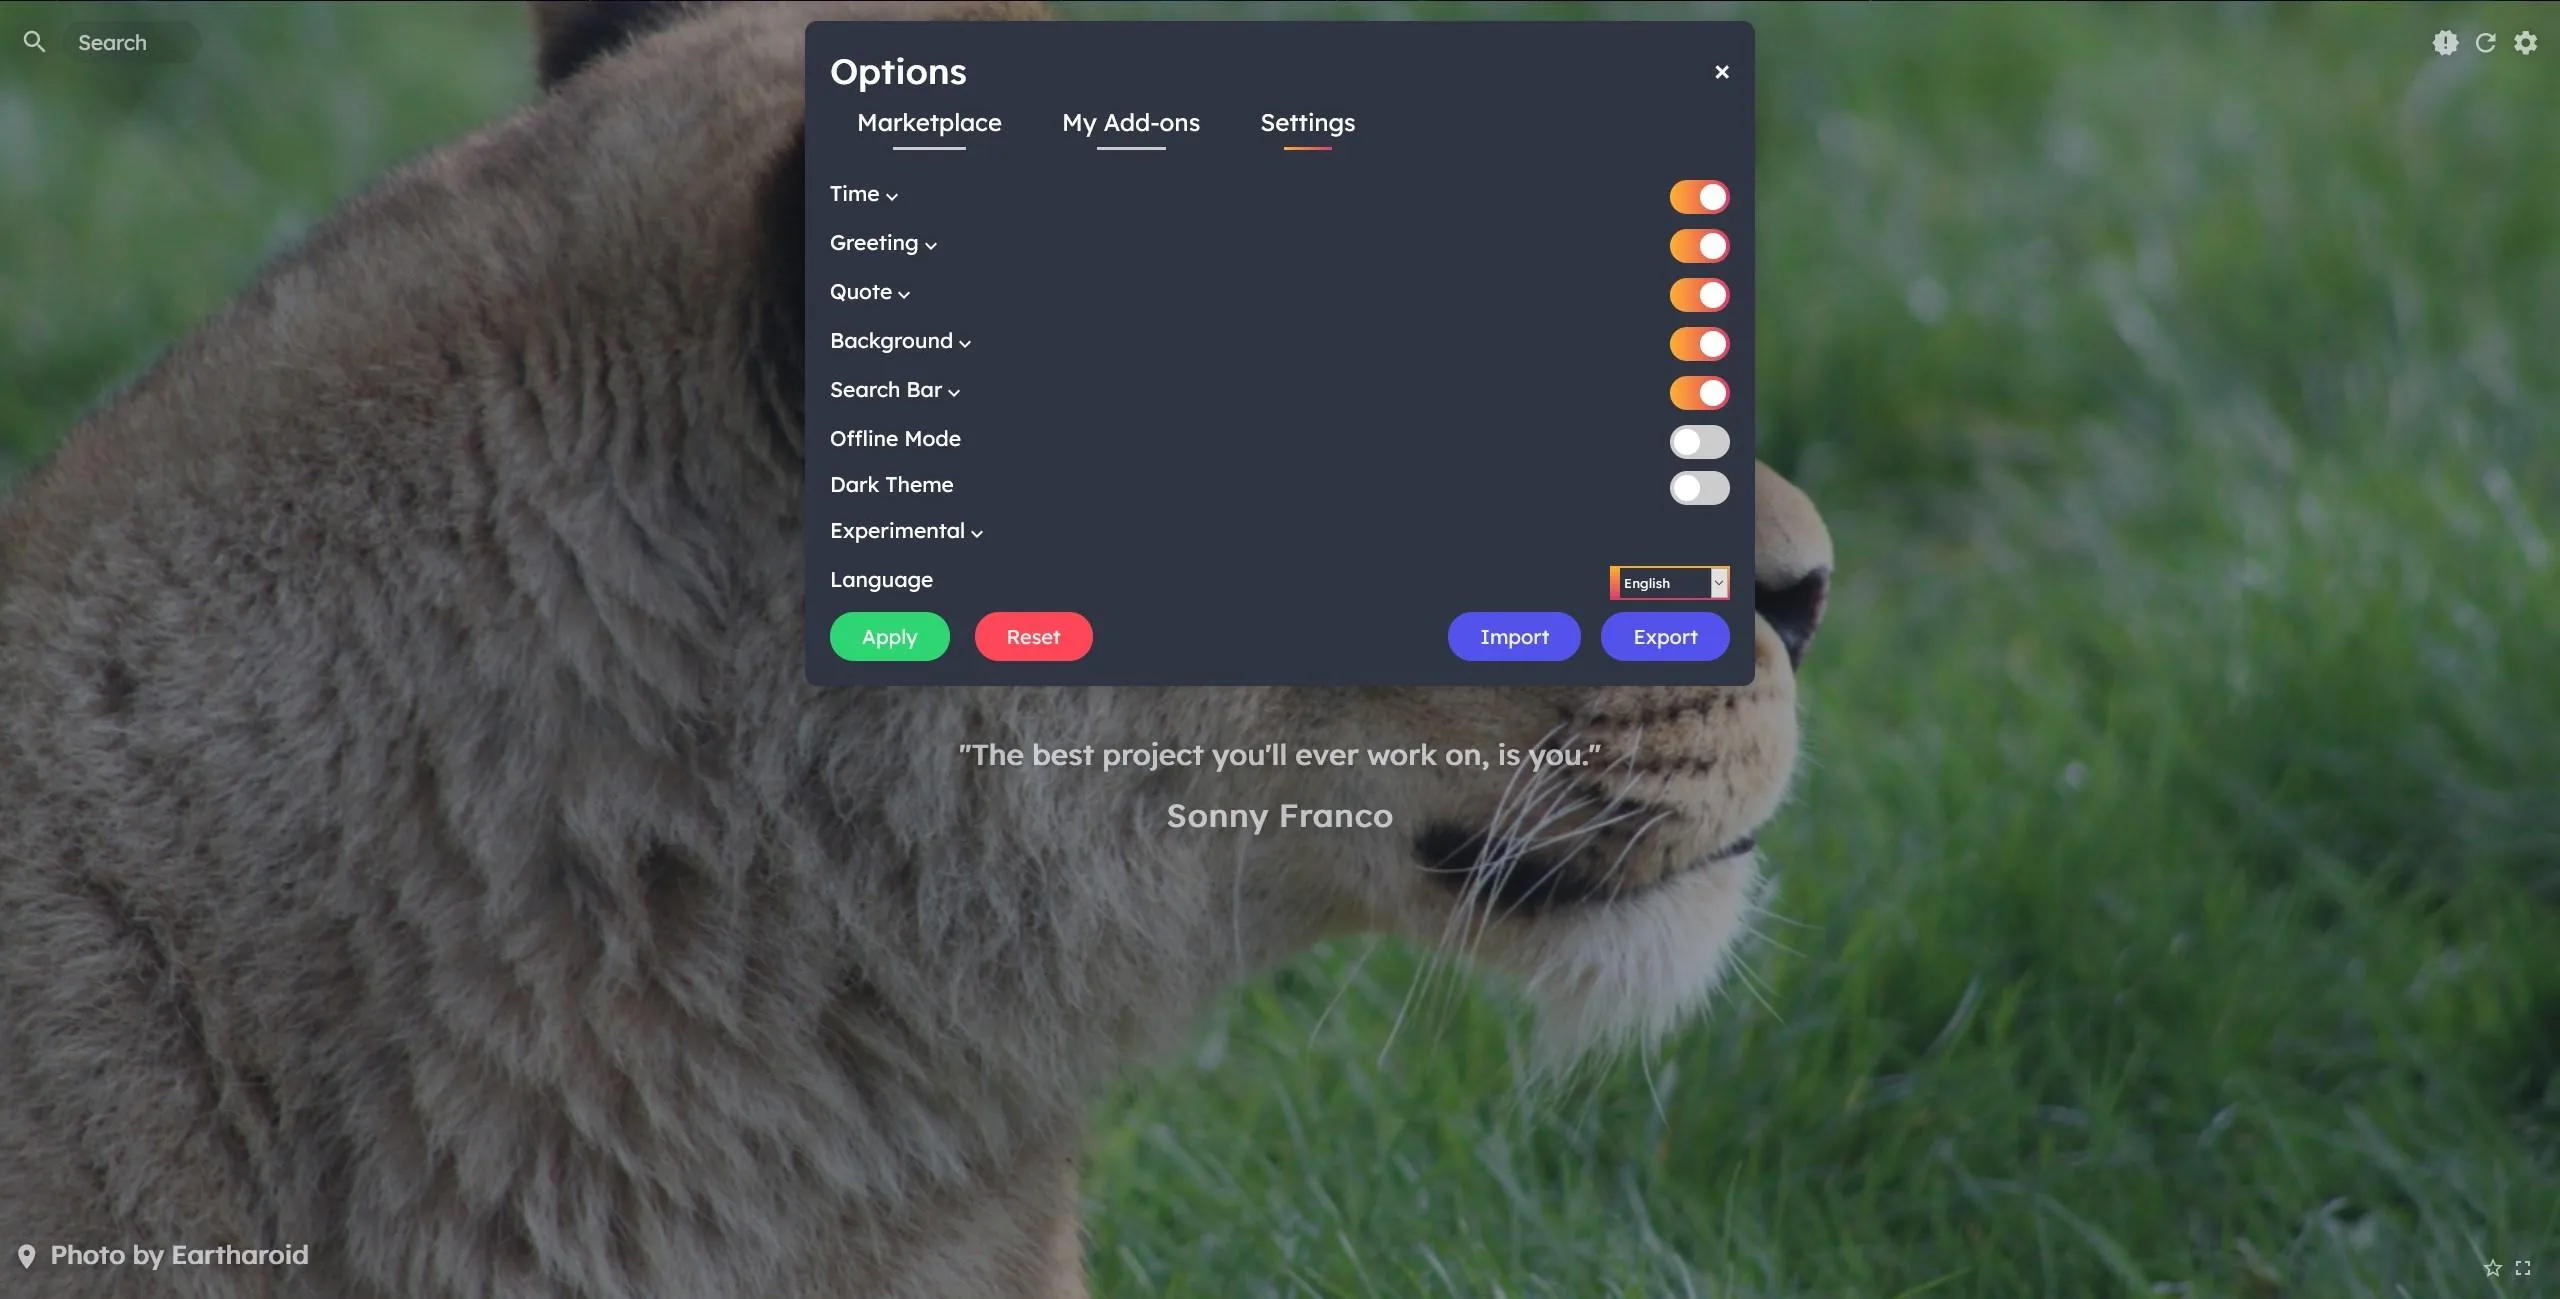 Search
Options
×
Marketplace
My Add-ons
Settings
Time
Greeting
Quote
Background
Search Bar
Offline Mode
Dark Theme
Experimental
Language
English
Apply
Reset
Import
Export
"The best project you'll ever work on, is you."
Sonny Franco
Photo by Eartharoid